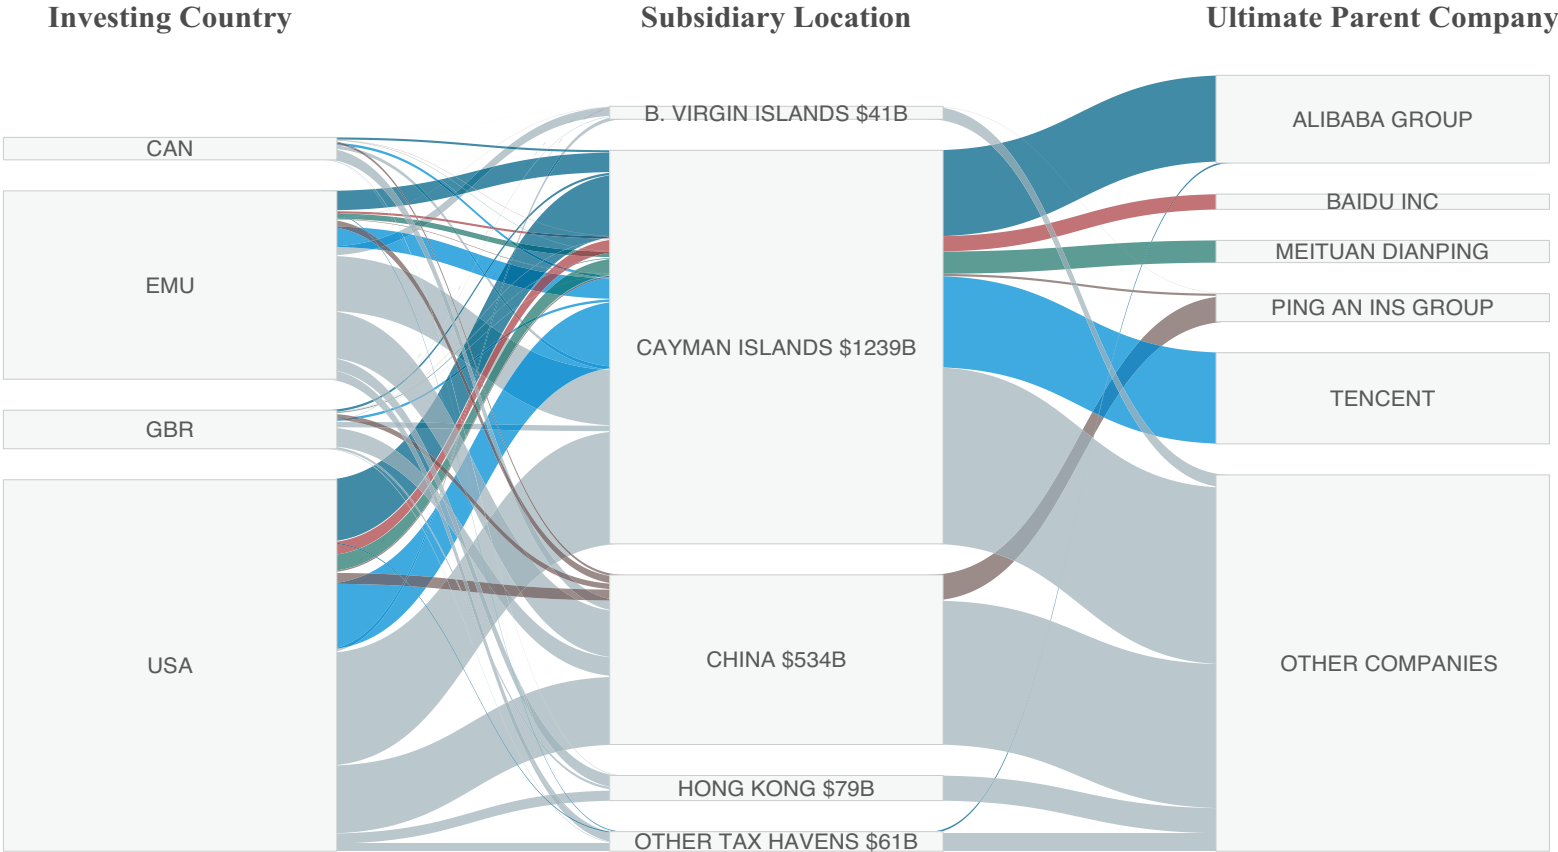 Investing Country
Subsidiary Location
Ultimate Parent Company
CAN
EMU
GBR
USA
B. VIRGIN ISLANDS $41B
CAYMAN ISLANDS $1239B
CHINA $534B
HONG KONG $79B
OTHER TAX HAVENS $61B
ALIBABA GROUP
BAIDU INC
MEITUAN DIANPING
PING AN INS GROUP
TENCENT
OTHER COMPANIES